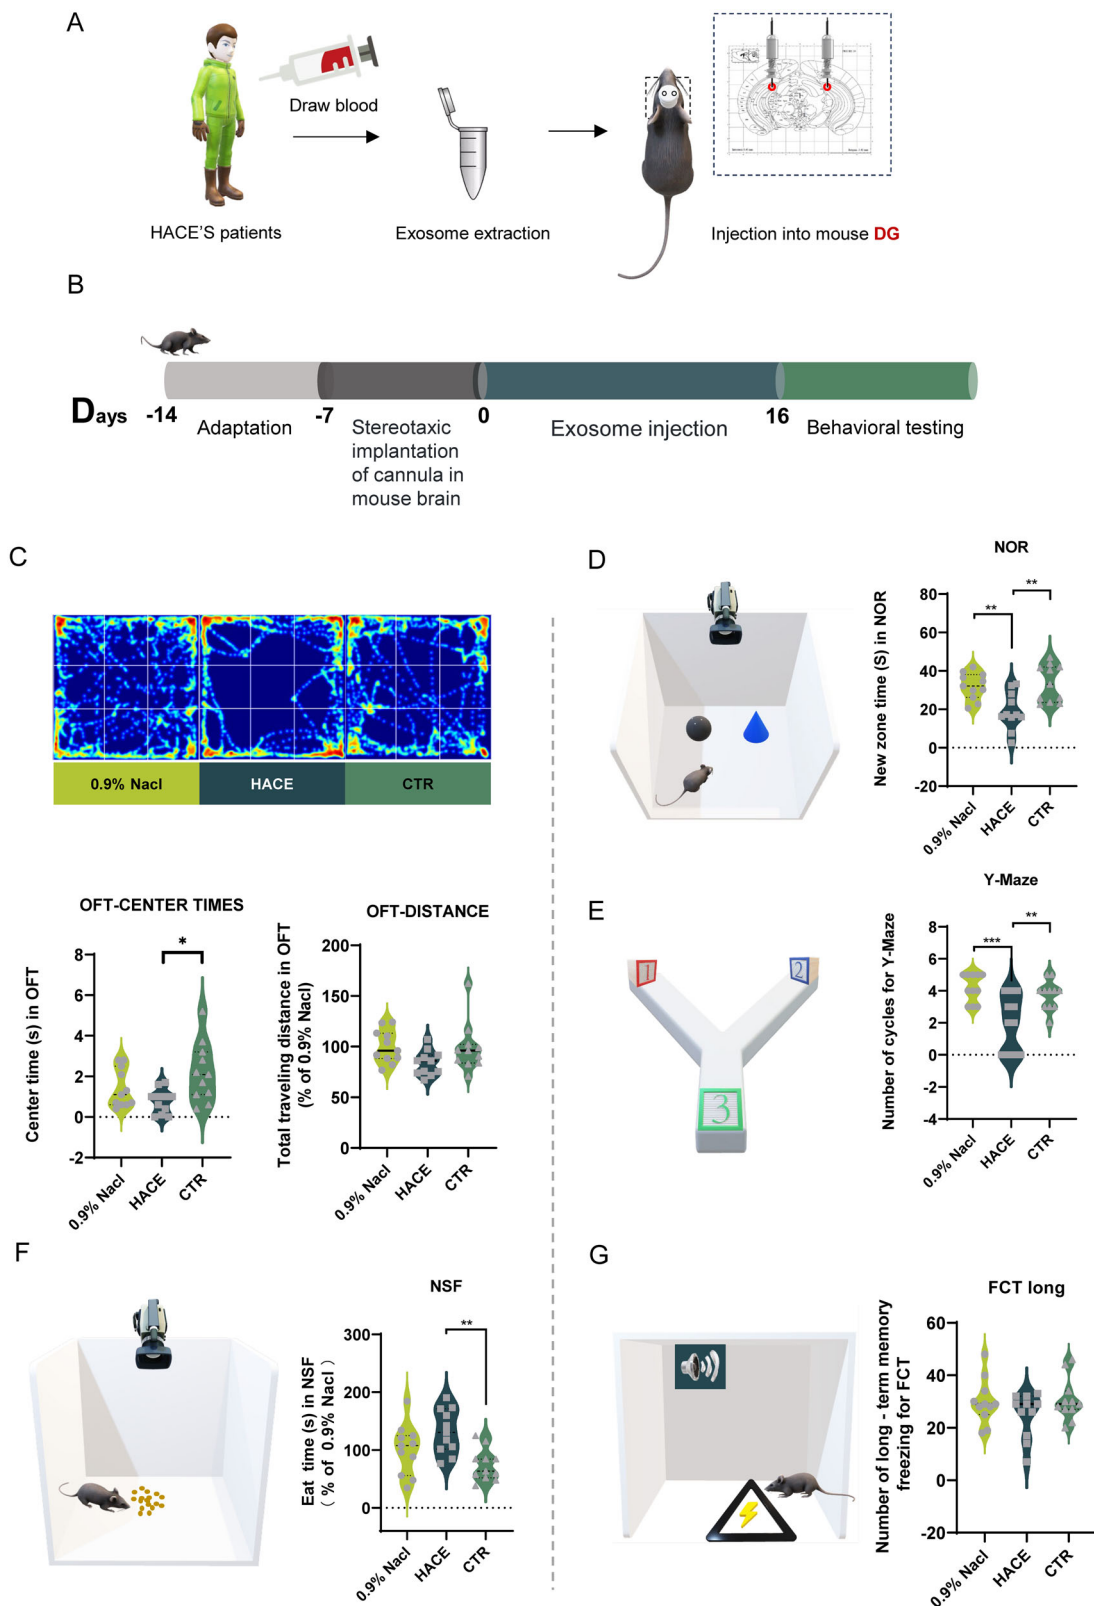 A
Draw blood
HACE'S patients
Exosome extraction
Injection into mouse DG
B
Days
-14
-7
0
16
Adaptation
Stereotaxic
implantation
of cannula in
mouse brain
Exosome injection
Behavioral testing
C
0.9% Nacl
HACE
CTR
OFT-CENTER TIMES
Center time (s) in OFT
8
6
4
2
0
-2
*
0.9% Nacl
HACE
CTR
OFT-DISTANCE
Total traveling distance in OFT
(% of 0.9% Nacl)
200
150
100
50
0
0.9% Nacl
HACE
CTR
D
NOR
New zone time (S) in NOR
80
60
40
20
0
-20
**
**
0.9% Nacl
HACE
CTR
E
1
2
3
Y-Maze
Number of cycles for Y-Maze
8
6
4
2
0
-2
-4
***
**
0.9% Nacl
HACE
CTR
F
NSF
Eat time (s) in NSF
( % of 0.9% Nacl )
300
200
100
0
**
0.9% Nacl
HACE
CTR
G
FCT long
Number of long - term memory
freezing for FCT
60
40
20
0
-20
0.9% Nacl
HACE
CTR